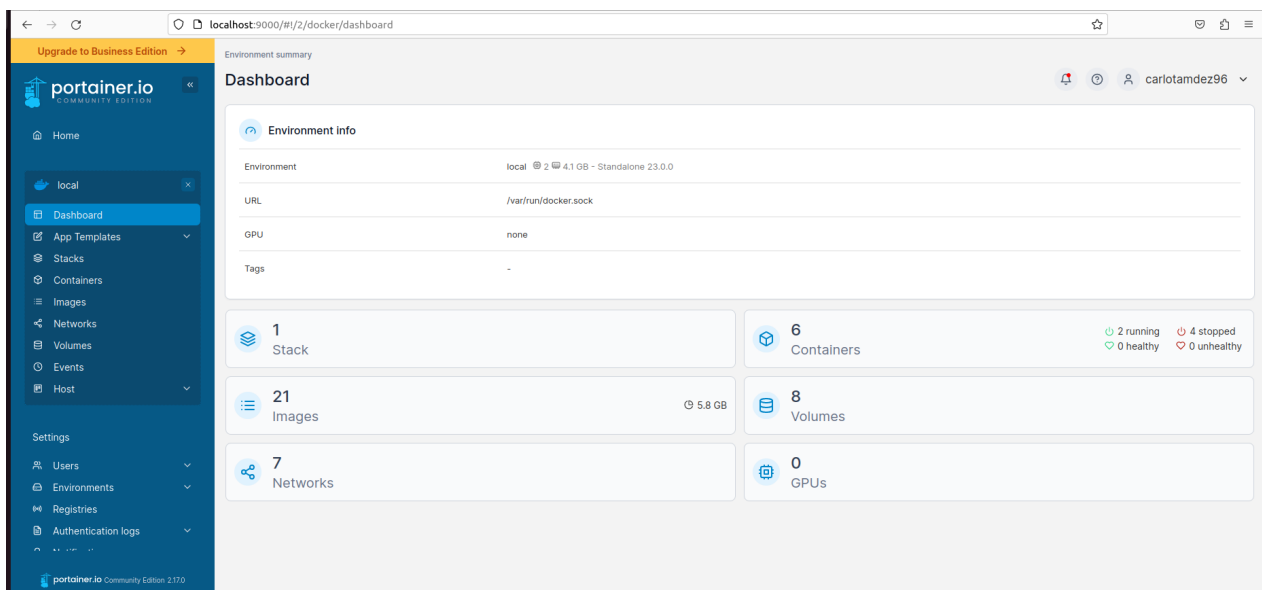 localhost:9000/#!/2/docker/dashboard
Upgrade to Business Edition →
portainer.io
COMMUNITY EDITION
Home
local
Dashboard
App Templates
Stacks
Containers
Images
Networks
Volumes
Events
Host
Settings
Users
Environments
Registries
Authentication logs
portainer.io Community Edition 2.17.0
Environment summary
Dashboard
carlotamdez96
Environment info
Environment local 2 4.1 GB - Standalone 23.0.0
URL /var/run/docker.sock
GPU none
Tags -
1
Stack
6
Containers
2 running 4 stopped
0 healthy 0 unhealthy
21
Images
5.8 GB
8
Volumes
7
Networks
0
GPUs